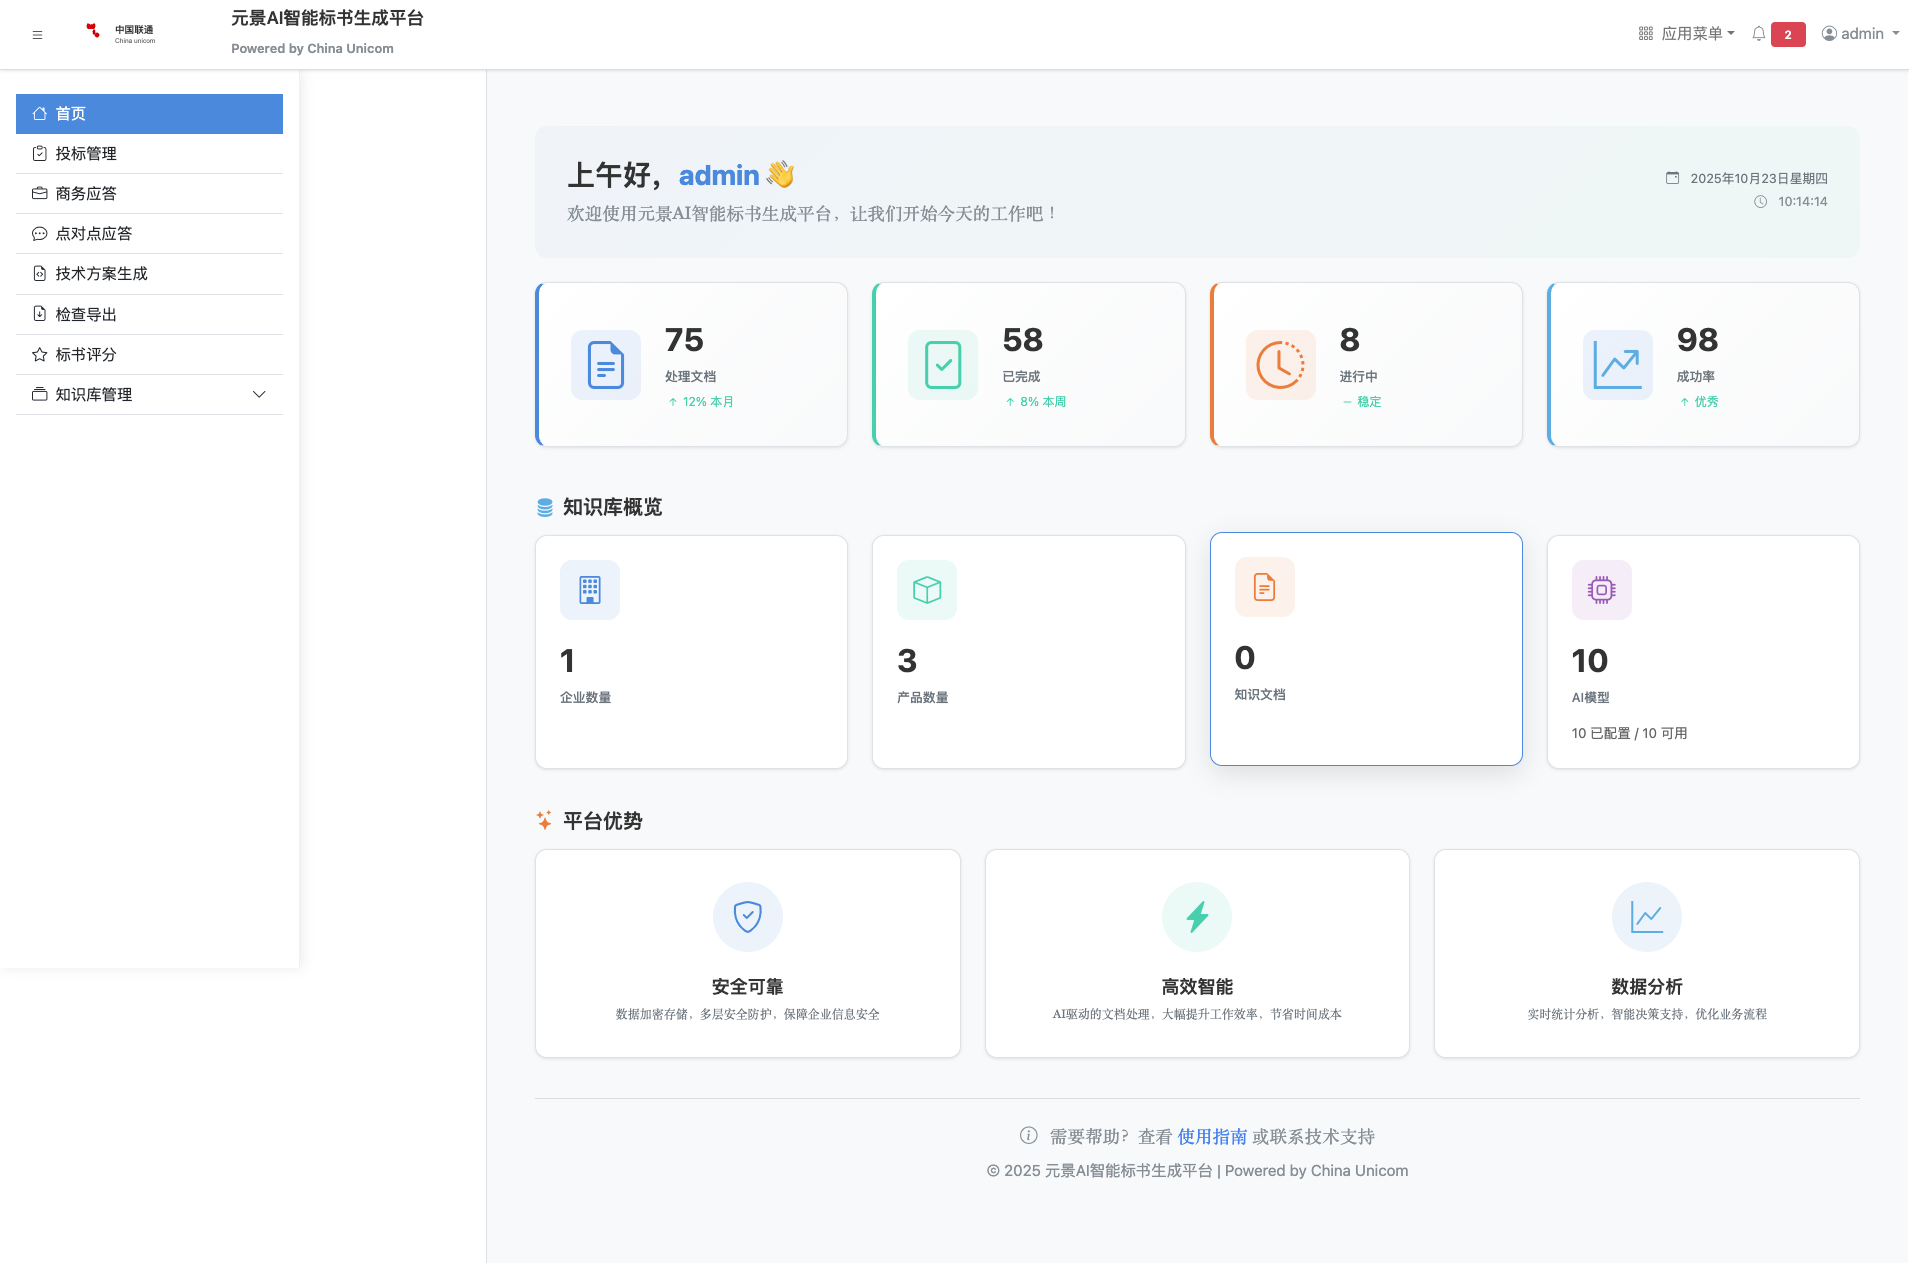 中国联通
China unicom
元景AI智能标书生成平台
Powered by China Unicom
应用菜单
2
admin
首页
投标管理
商务应答
点对点应答
技术方案生成
检查导出
标书评分
知识库管理
上午好，admin👋
欢迎使用元景AI智能标书生成平台，让我们开始今天的工作吧！
2025年10月23日星期四
10:14:14
75
处理文档
↑ 12% 本月
58
已完成
↑ 8% 本周
8
进行中
− 稳定
98
成功率
↑ 优秀
知识库概览
1
企业数量
3
产品数量
0
知识文档
10
AI模型
10 已配置 / 10 可用
平台优势
安全可靠
数据加密存储，多层安全防护，保障企业信息安全
高效智能
AI驱动的文档处理，大幅提升工作效率，节省时间成本
数据分析
实时统计分析，智能决策支持，优化业务流程
需要帮助？查看 使用指南 或联系技术支持
© 2025 元景AI智能标书生成平台 | Powered by China Unicom